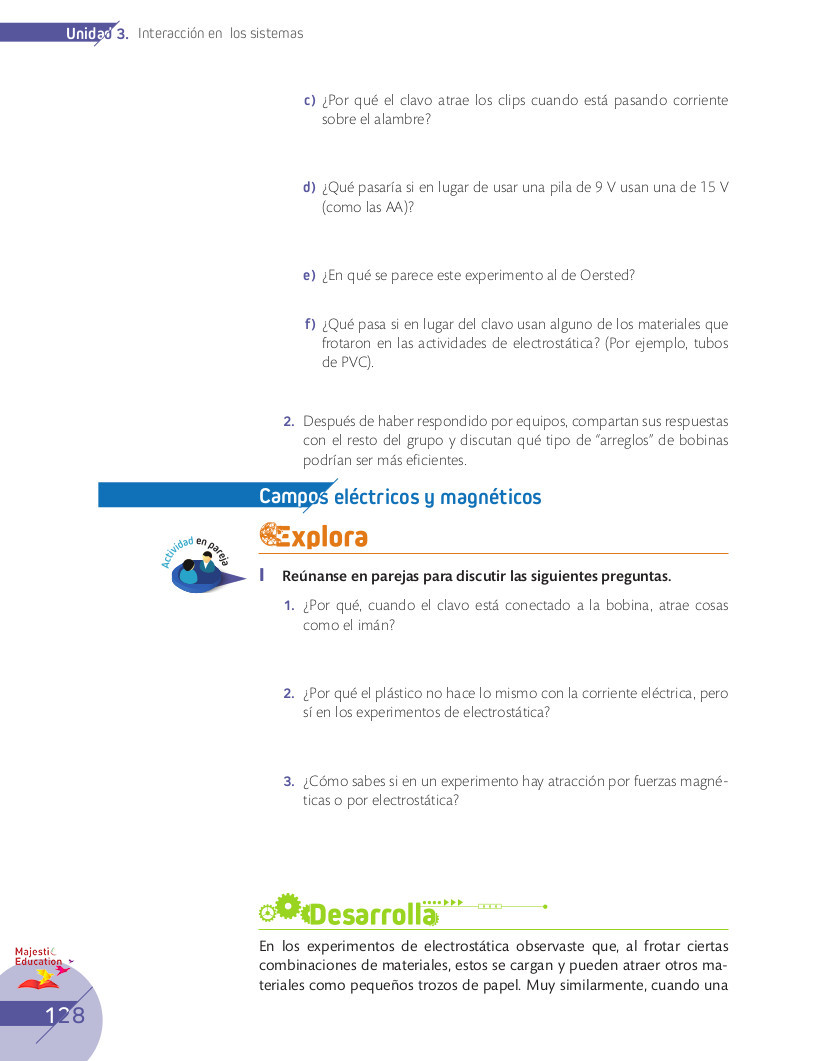 Unidad 3. Interacción en los sistemas
c) ¿Por qué el clavo atrae los clips cuando está pasando corriente
sobre el alambre?
d) ¿Qué pasaría si en lugar de usar una pila de 9 V usan una de 15 V
(como las AA)?
e) ¿En qué se parece este experimento al de Oersted?
f) ¿Qué pasa si en lugar del clavo usan alguno de los materiales que
frotaron en las actividades de electrostática? (Por ejemplo, tubos
de PVC).
2. Después de haber respondido por equipos, compartan sus respuestas
con el resto del grupo y discutan qué tipo de “arreglos” de bobinas
podrían ser más eficientes.
Campos eléctricos y magnéticos
Explora
Actividad en pareja
I Reúnanse en parejas para discutir las siguientes preguntas.
1. ¿Por qué, cuando el clavo está conectado a la bobina, atrae cosas
como el imán?
2. ¿Por qué el plástico no hace lo mismo con la corriente eléctrica, pero
sí en los experimentos de electrostática?
3. ¿Cómo sabes si en un experimento hay atracción por fuerzas magné-
ticas o por electrostática?
Desarrolla
En los experimentos de electrostática observaste que, al frotar ciertas
combinaciones de materiales, estos se cargan y pueden atraer otros ma-
teriales como pequeños trozos de papel. Muy similarmente, cuando una
Majestic
Education
128